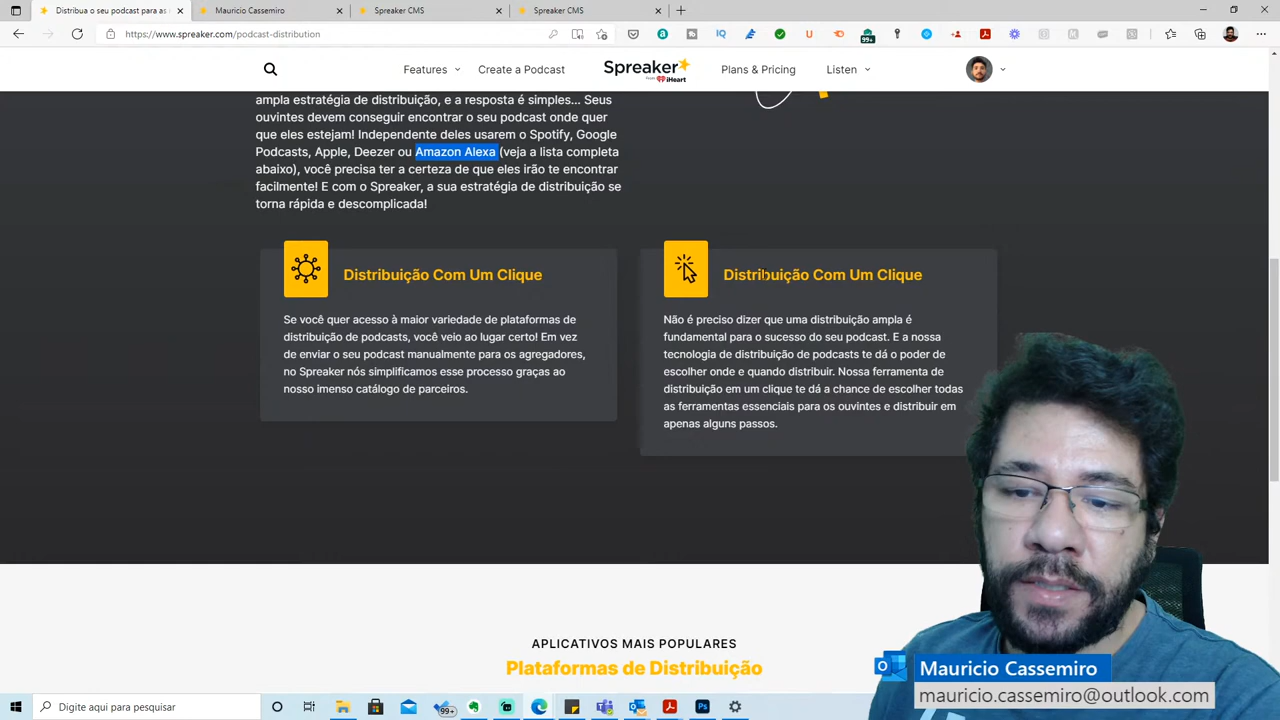 Distribua o seu podcast para as
Mauricio Cassemiro
Spreaker CMS
Spreaker CMS
https://www.spreaker.com/podcast-distribution
99+
Features
Create a Podcast
Spreaker
From iHeart
Plans & Pricing
Listen
ampla estratégia de distribuição, e a resposta é simples... Seus
ouvintes devem conseguir encontrar o seu podcast onde quer
que eles estejam! Independente deles usarem o Spotify, Google
Podcasts, Apple, Deezer ou Amazon Alexa (veja a lista completa
abaixo), você precisa ter a certeza de que eles irão te encontrar
facilmente! E com o Spreaker, a sua estratégia de distribuição se
torna rápida e descomplicada!
Distribuição Com Um Clique
Se você quer acesso à maior variedade de plataformas de
distribuição de podcasts, você veio ao lugar certo! Em vez
de enviar o seu podcast manualmente para os agregadores,
no Spreaker nós simplificamos esse processo graças ao
nosso imenso catálogo de parceiros.
Distribuição Com Um Clique
Não é preciso dizer que uma distribuição ampla é
fundamental para o sucesso do seu podcast. E a nossa
tecnologia de distribuição de podcasts te dá o poder de
escolher onde e quando distribuir. Nossa ferramenta de
distribuição em um clique te dá a chance de escolher todas
as ferramentas essenciais para os ouvintes e distribuir em
apenas alguns passos.
APLICATIVOS MAIS POPULARES
Plataformas de Distribuição
Mauricio Cassemiro
mauricio.cassemiro@outlook.com
Digite aqui para pesquisar
99+